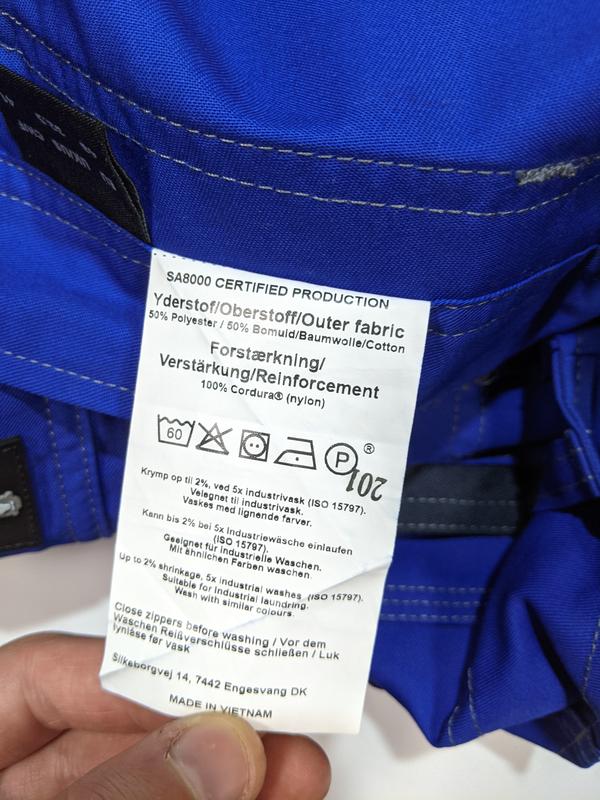 SA8000 CERTIFIED PRODUCTION
Yderstof/Oberstoff/Outer fabric
50% Polyester / 50% Bomuld/Baumwolle/Cotton
Forstærkning/
Verstärkung/Reinforcement
100% Cordura® (nylon)
60 P ®
201
Krymp op til 2%, ved 5x industrivask (ISO 15797).
Velegnet til industrivask.
Vaskes med lignende farver.
Kann bis 2% bei 5x Industriewäsche einlaufen
(ISO 15797).
Geeignet für industrielle Waschen.
Mit ähnlichen Farben waschen.
Up to 2% shrinkage, 5x industrial washes (ISO 15797).
Suitable for industrial laundring.
Wash with similar colours.
Close zippers before washing / Vor dem
Waschen Reißverschlüsse schließen / Luk
lynlåse før vask
Silkeborgvej 14, 7442 Engesvang DK
MADE IN VIETNAM